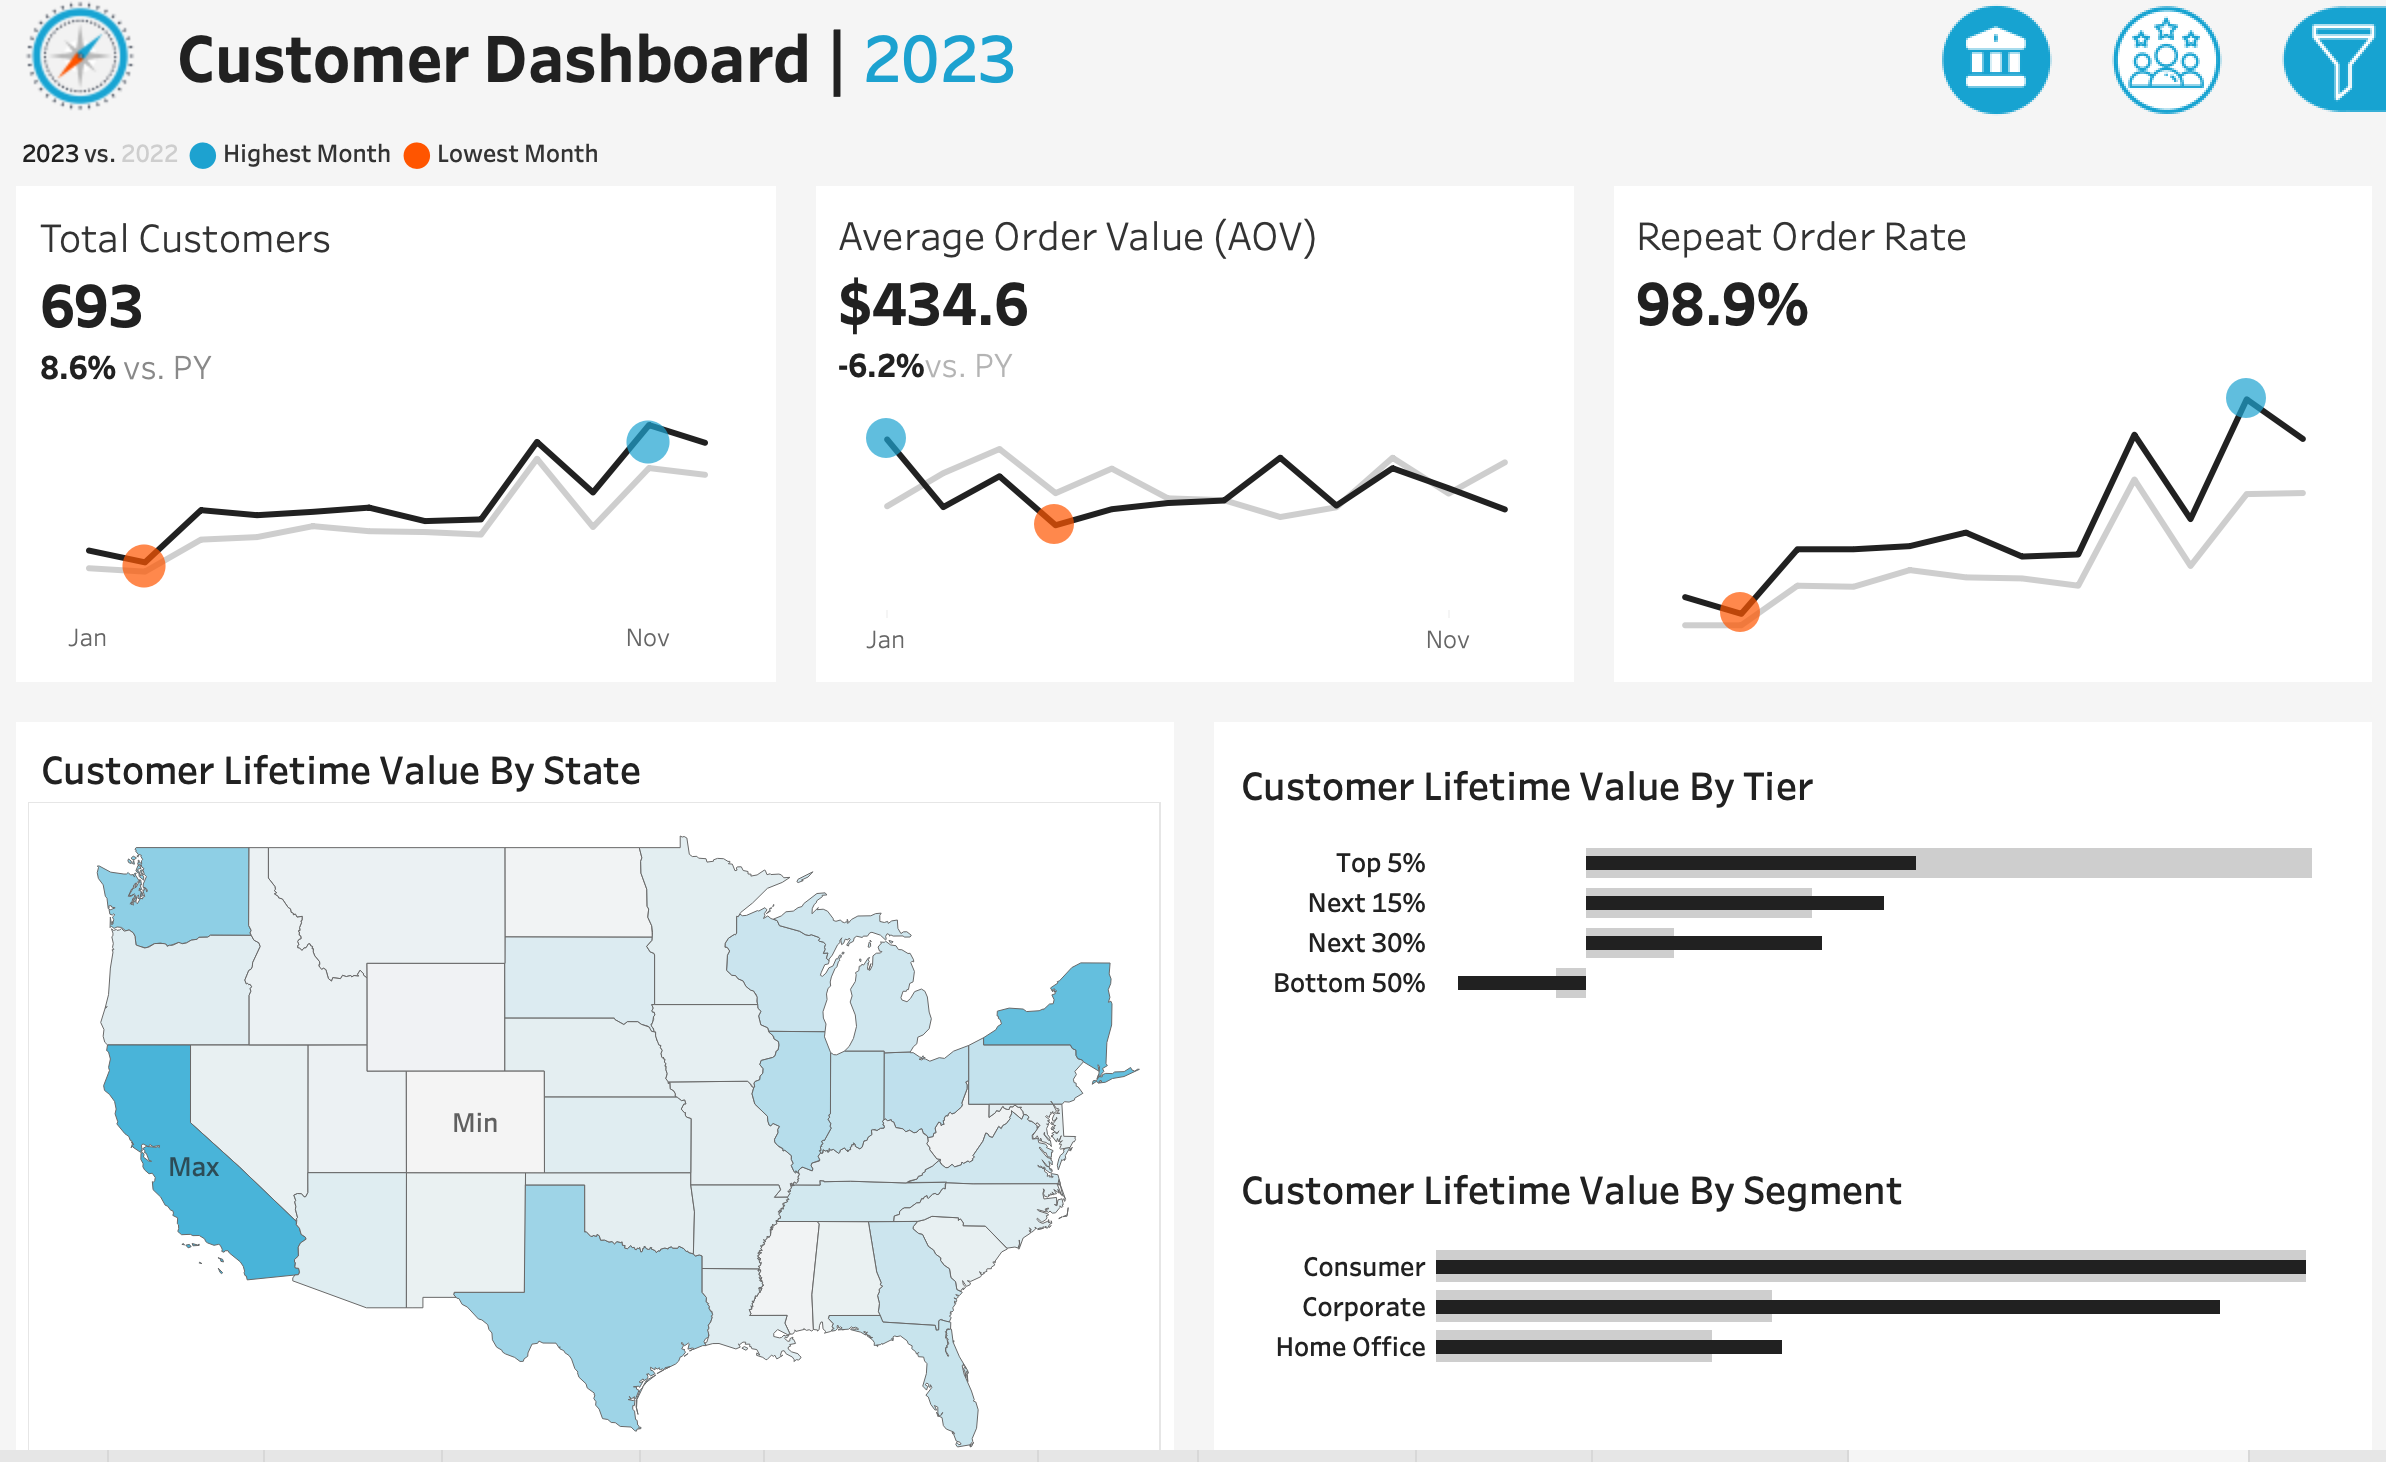 Customer Dashboard | 2023
2023 vs. 2022 Highest Month Lowest Month
Total Customers
693
8.6% vs. PY
Jan Nov
Average Order Value (AOV)
$434.6
-6.2%vs. PY
Jan Nov
Repeat Order Rate
98.9%
Customer Lifetime Value By State
Min
Max
Customer Lifetime Value By Tier
Top 5%
Next 15%
Next 30%
Bottom 50%
Customer Lifetime Value By Segment
Consumer
Corporate
Home Office